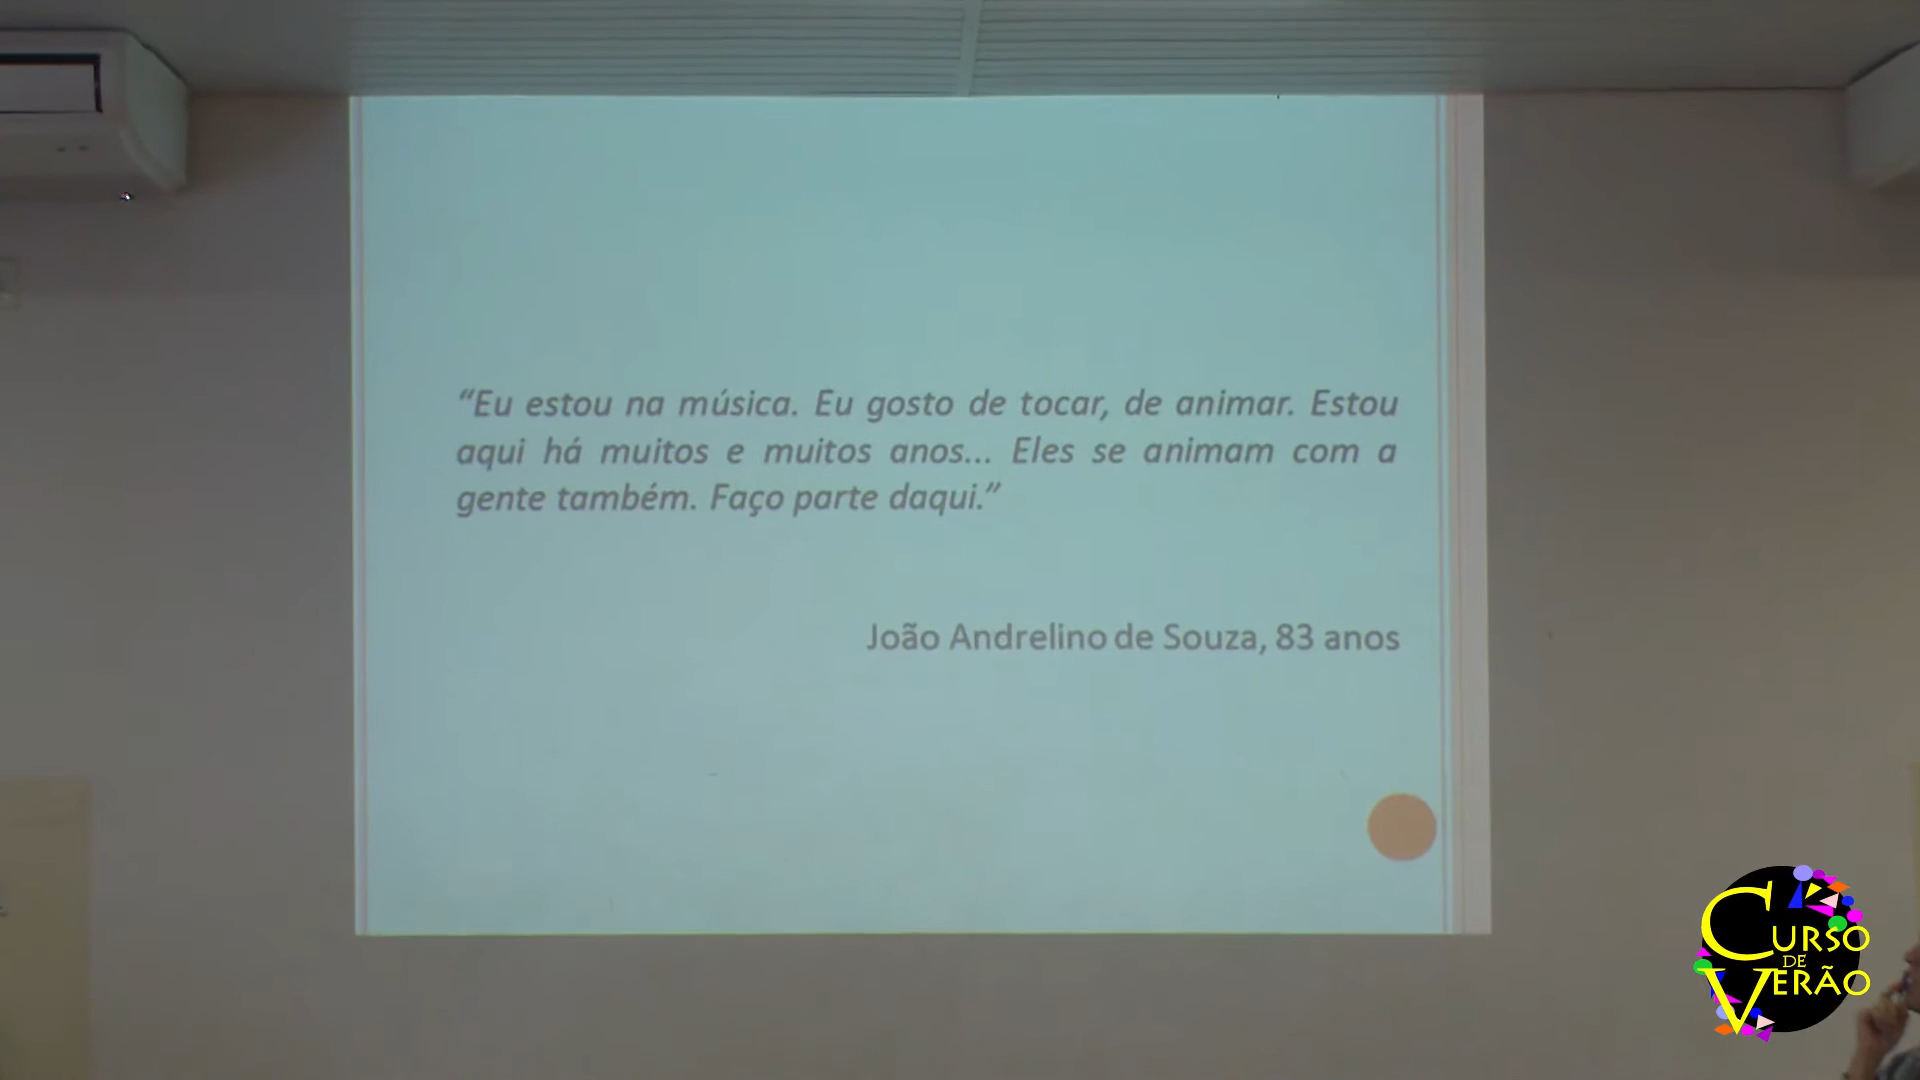 “Eu estou na música. Eu gosto de tocar, de animar. Estou
aqui há muitos e muitos anos... Eles se animam com a
gente também. Faço parte daqui.”
João Andrelino de Souza, 83 anos
CURSO
DE
VERÃO